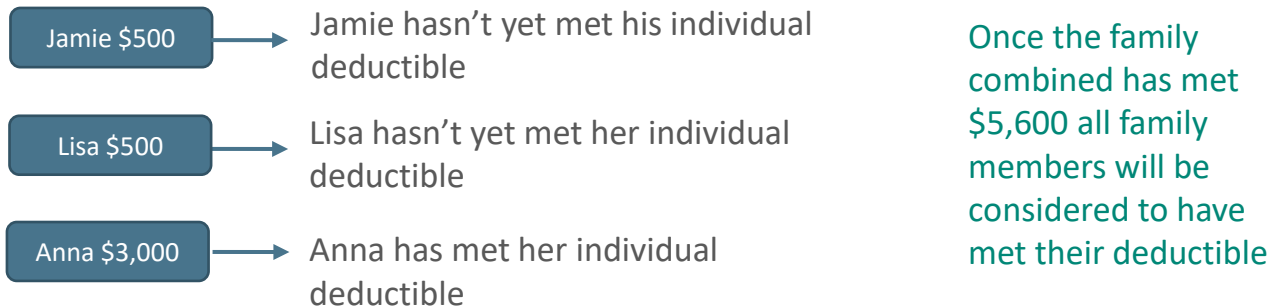 Jamie $500
Jamie hasn’t yet met his individual
deductible
Lisa $500
Lisa hasn’t yet met her individual
deductible
Anna $3,000
Anna has met her individual
deductible
Once the family
combined has met
$5,600 all family
members will be
considered to have
met their deductible